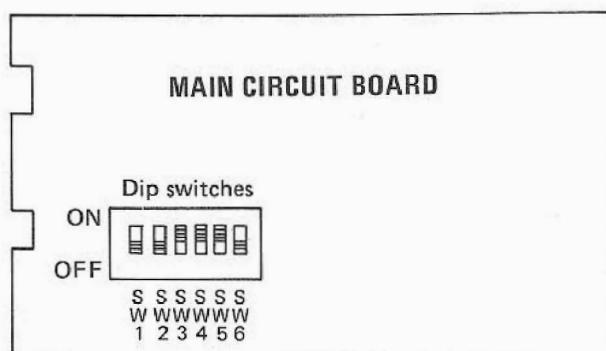 MAIN CIRCUIT BOARD
Dip switches
ON
OFF
S S S S S S
W W W W W W
1 2 3 4 5 6